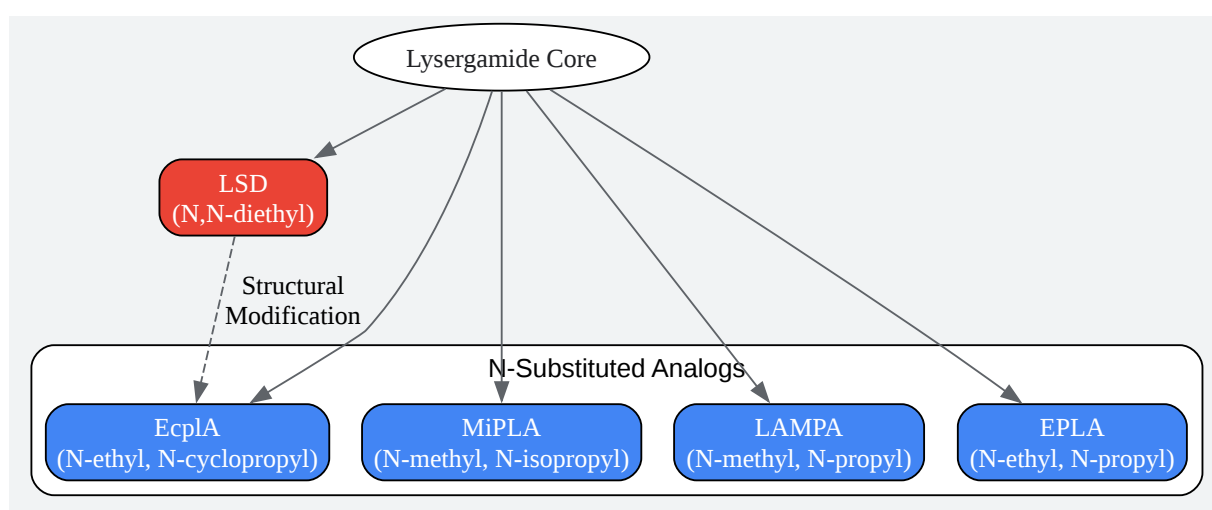 Lysergamide Core
LSD
(N,N-diethyl)
Structural
Modification
N-Substituted Analogs
EcplA
(N-ethyl, N-cyclopropyl)
MiPLA
(N-methyl, N-isopropyl)
LAMPA
(N-methyl, N-propyl)
EPLA
(N-ethyl, N-propyl)